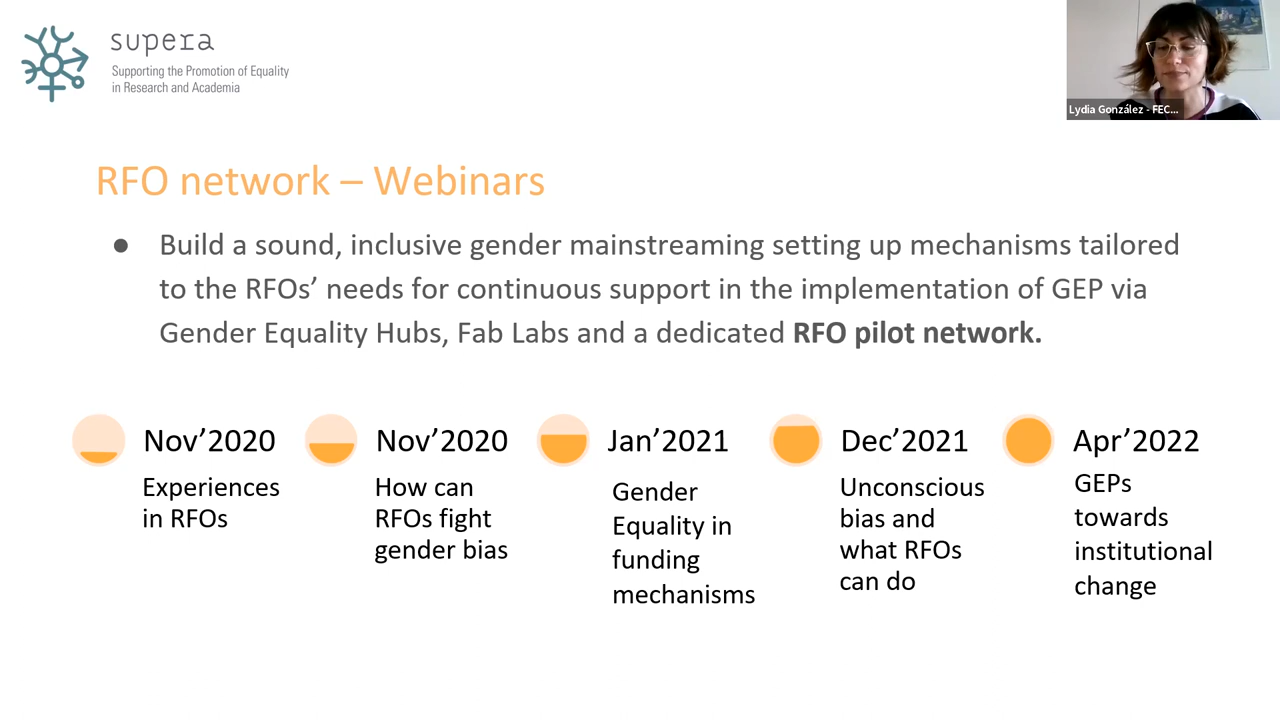 supera
Supporting the Promotion of Equality
in Research and Academia
Lydia González - FEC...
RFO network – Webinars
● Build a sound, inclusive gender mainstreaming setting up mechanisms tailored
to the RFOs’ needs for continuous support in the implementation of GEP via
Gender Equality Hubs, Fab Labs and a dedicated RFO pilot network.
Nov’2020
Experiences
in RFOs
Nov’2020
How can
RFOs fight
gender bias
Jan’2021
Gender
Equality in
funding
mechanisms
Dec’2021
Unconscious
bias and
what RFOs
can do
Apr’2022
GEPs
towards
institutional
change